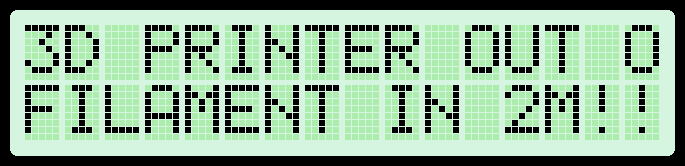 3D PRINTER OUT O
FILAMENT IN 2M!!